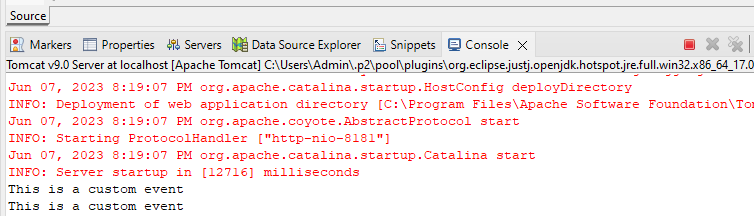 Source
Markers Properties Servers Data Source Explorer Snippets Console
Tomcat v9.0 Server at localhost [Apache Tomcat] C:\Users\Admin\.p2\pool\plugins\org.eclipse.justj.openjdk.hotspot.jre.full.win32.x86_64_17.0
Jun 07, 2023 8:19:07 PM org.apache.catalina.startup.HostConfig deployDirectory
INFO: Deployment of web application directory [C:\Program Files\Apache Software Foundation\Tom
Jun 07, 2023 8:19:07 PM org.apache.coyote.AbstractProtocol start
INFO: Starting ProtocolHandler ["http-nio-8181"]
Jun 07, 2023 8:19:07 PM org.apache.catalina.startup.Catalina start
INFO: Server startup in [12716] milliseconds
This is a custom event
This is a custom event